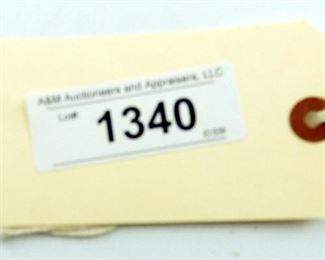 A&M Auctioneers and Appraisers, LLC
Lot# 1340